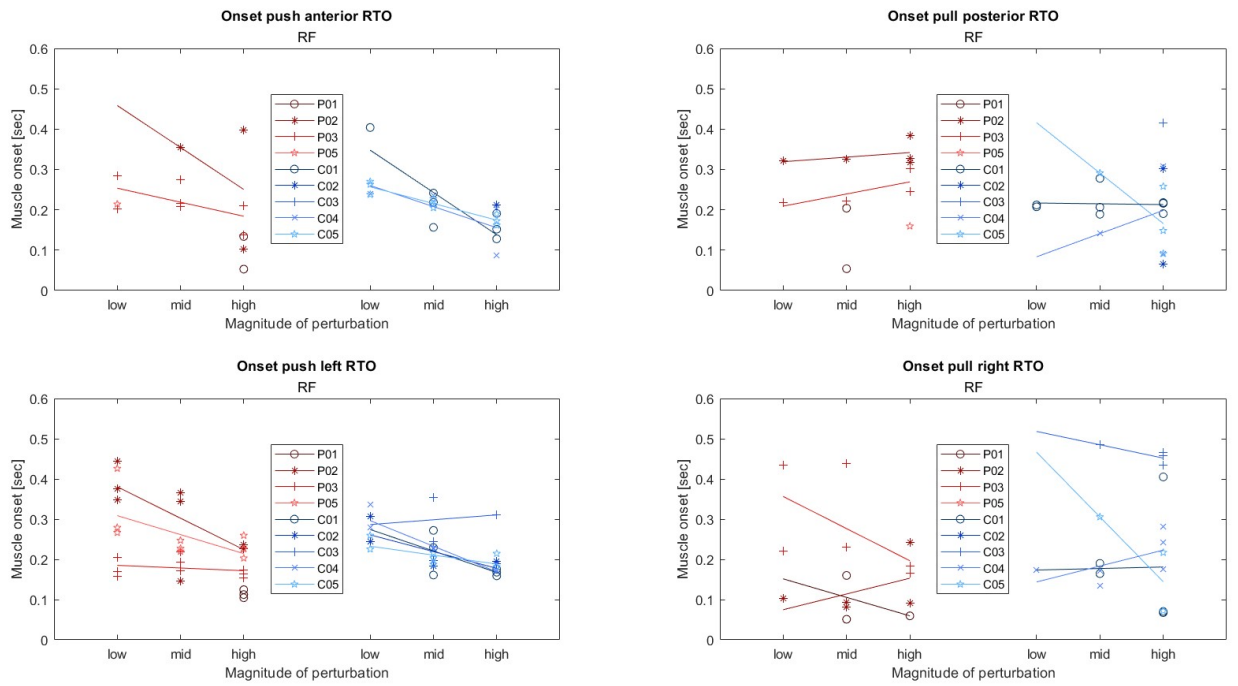 Onset push anterior RTO
RF
Muscle onset [sec]
0.6
0.5
0.4
0.3
0.2
0.1
0
low mid high low mid high
Magnitude of perturbation
P01
P02
P03
P05
C01
C02
C03
C04
C05
Onset pull posterior RTO
RF
Muscle onset [sec]
0.6
0.5
0.4
0.3
0.2
0.1
0
low mid high low mid high
Magnitude of perturbation
P01
P02
P03
P05
C01
C02
C03
C04
C05
Onset push left RTO
RF
Muscle onset [sec]
0.6
0.5
0.4
0.3
0.2
0.1
0
low mid high low mid high
Magnitude of perturbation
P01
P02
P03
P05
C01
C02
C03
C04
C05
Onset pull right RTO
RF
Muscle onset [sec]
0.6
0.5
0.4
0.3
0.2
0.1
0
low mid high low mid high
Magnitude of perturbation
P01
P02
P03
P05
C01
C02
C03
C04
C05